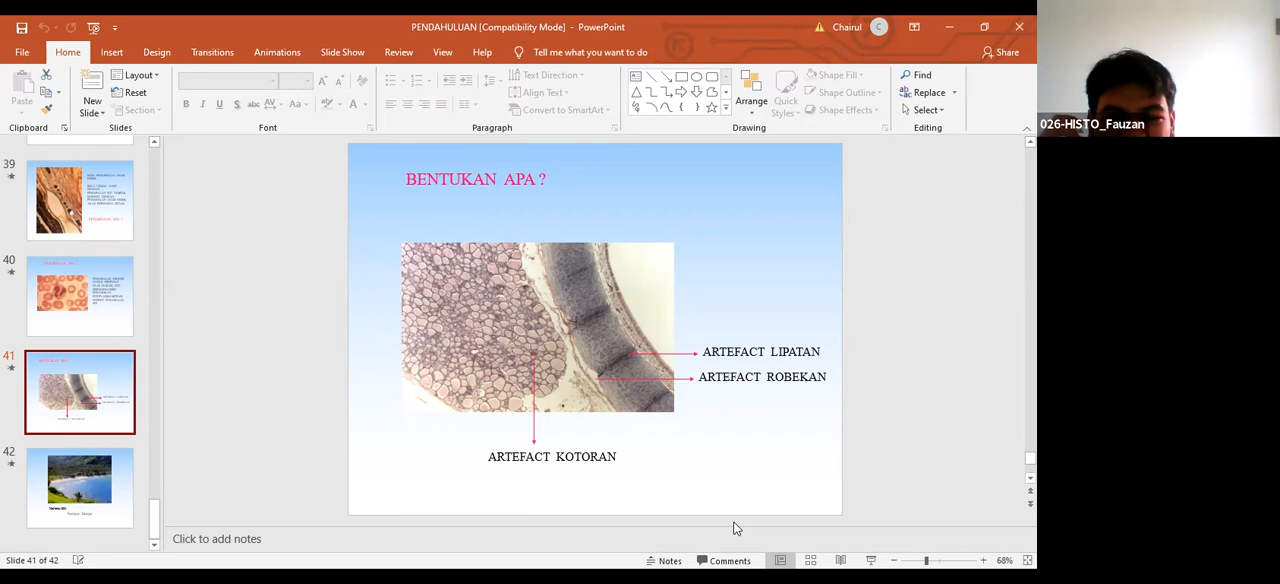 PENDAHULUAN [Compatibility Mode] - PowerPoint
Chairul
C
File Home Insert Design Transitions Animations Slide Show Review View Help Tell me what you want to do
Share
Paste
Clipboard
New Slide
Layout
Reset
Section
Slides
Font
Text Direction
Align Text
Convert to SmartArt
Paragraph
Arrange
Quick Styles
Shape Fill
Shape Outline
Shape Effects
Drawing
Find
Replace
Select
Editing
026-HISTO_Fauzan
39
40
41
42
BENTUKAN APA ?
ARTEFACT LIPATAN
ARTEFACT ROBEKAN
ARTEFACT KOTORAN
Click to add notes
Slide 41 of 42
Notes
Comments
68%